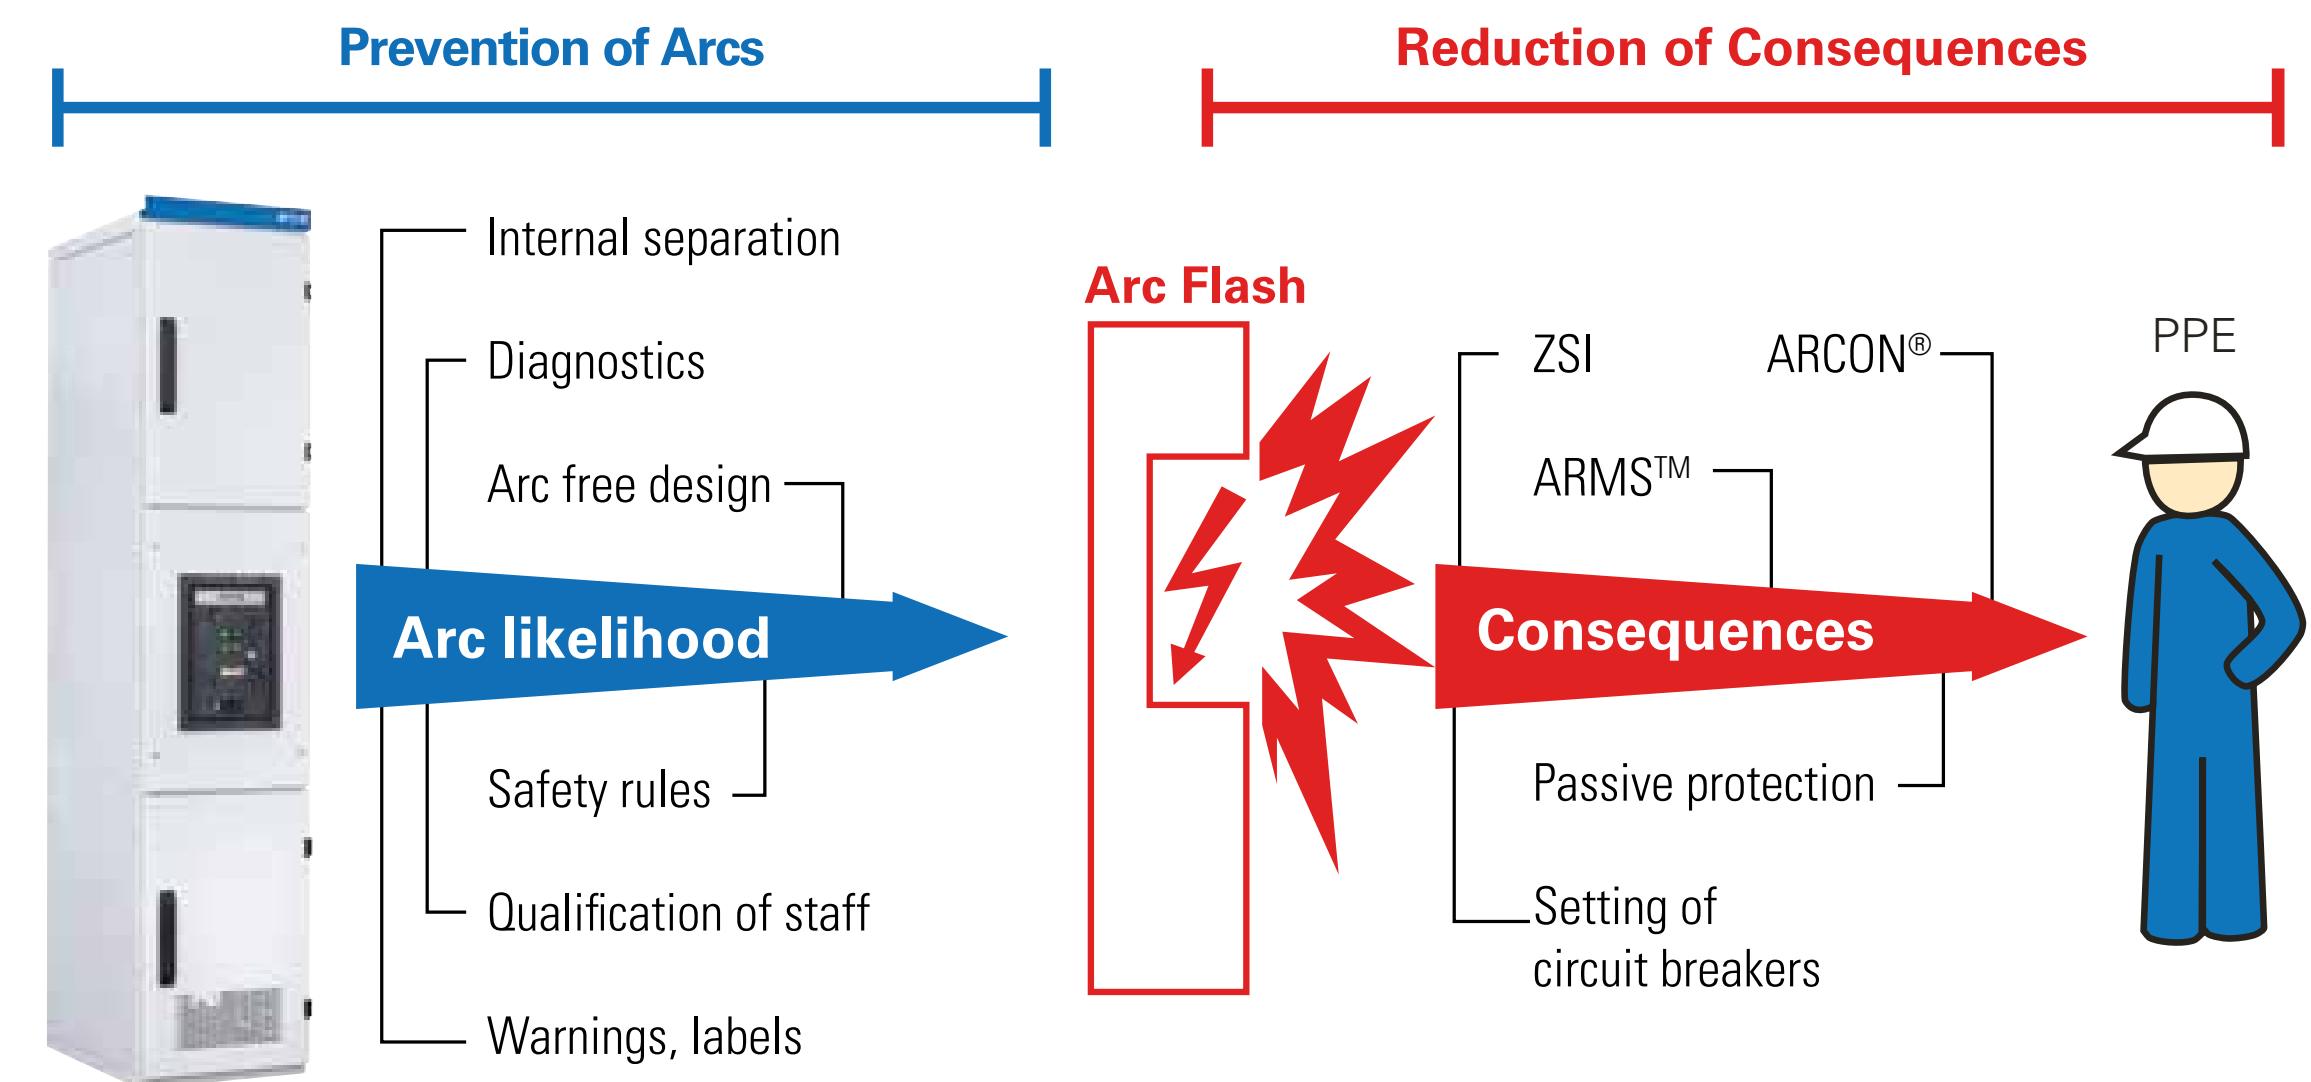 Prevention of Arcs
Reduction of Consequences
Internal separation
Diagnostics
Arc free design
Arc likelihood
Safety rules
Qualification of staff
Warnings, labels
Arc Flash
ZSI
ARCON®
ARMS™
Consequences
Passive protection
Setting of
circuit breakers
PPE